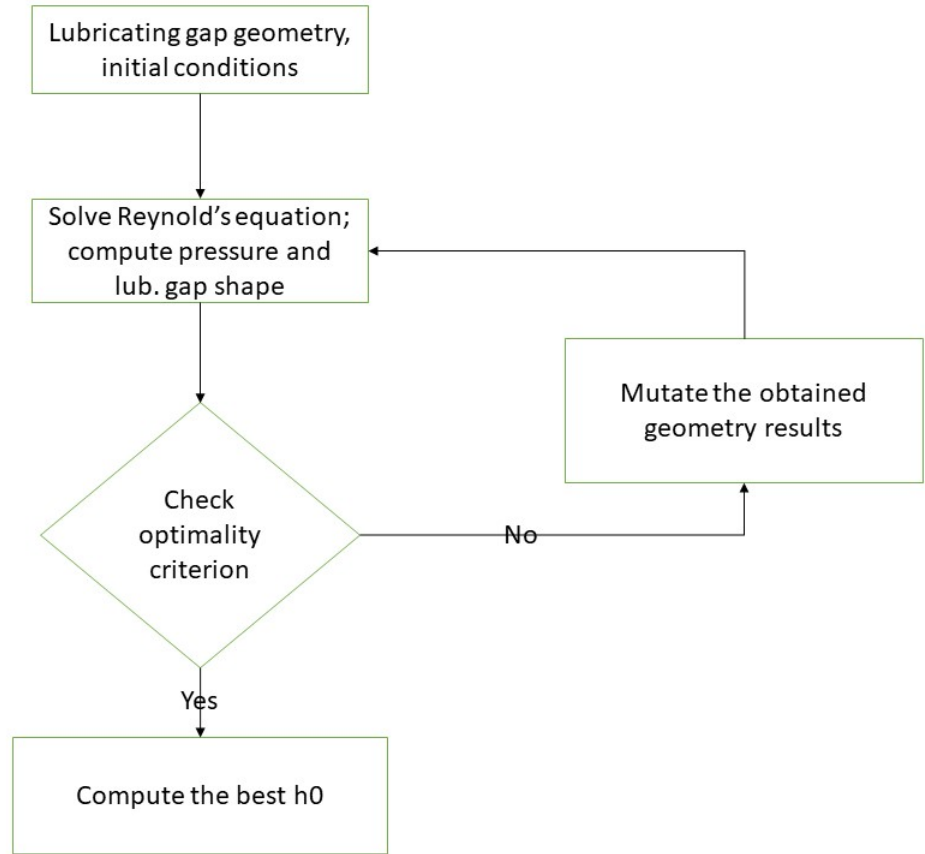 Lubricating gap geometry,
initial conditions
Solve Reynold’s equation;
compute pressure and
lub. gap shape
Mutate the obtained
geometry results
Check
optimality
criterion
No
Yes
Compute the best h0